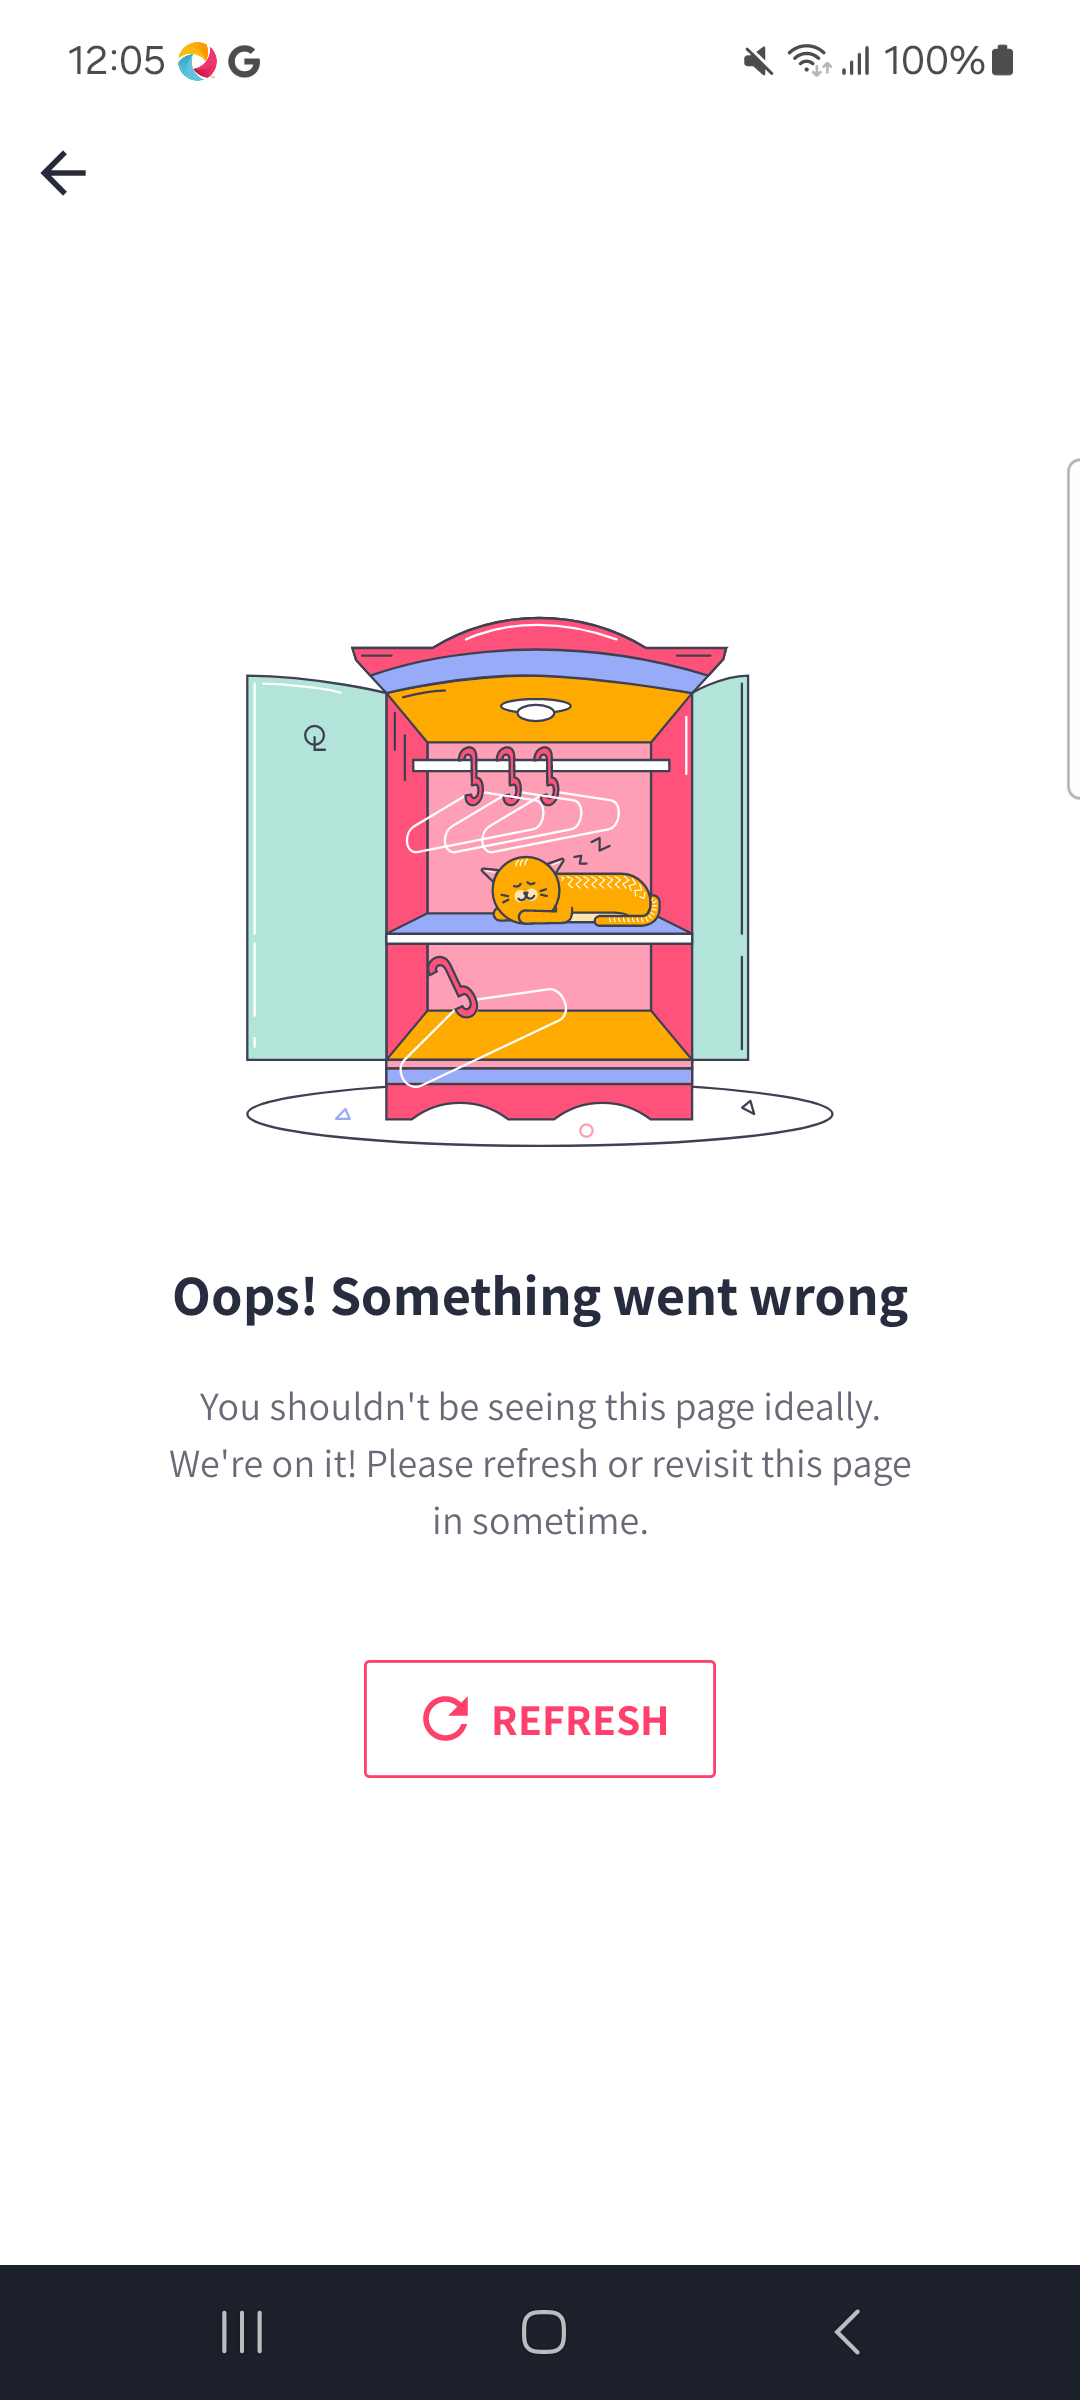 12:05 G 100%
Oops! Something went wrong
You shouldn't be seeing this page ideally.
We're on it! Please refresh or revisit this page
in sometime.
REFRESH